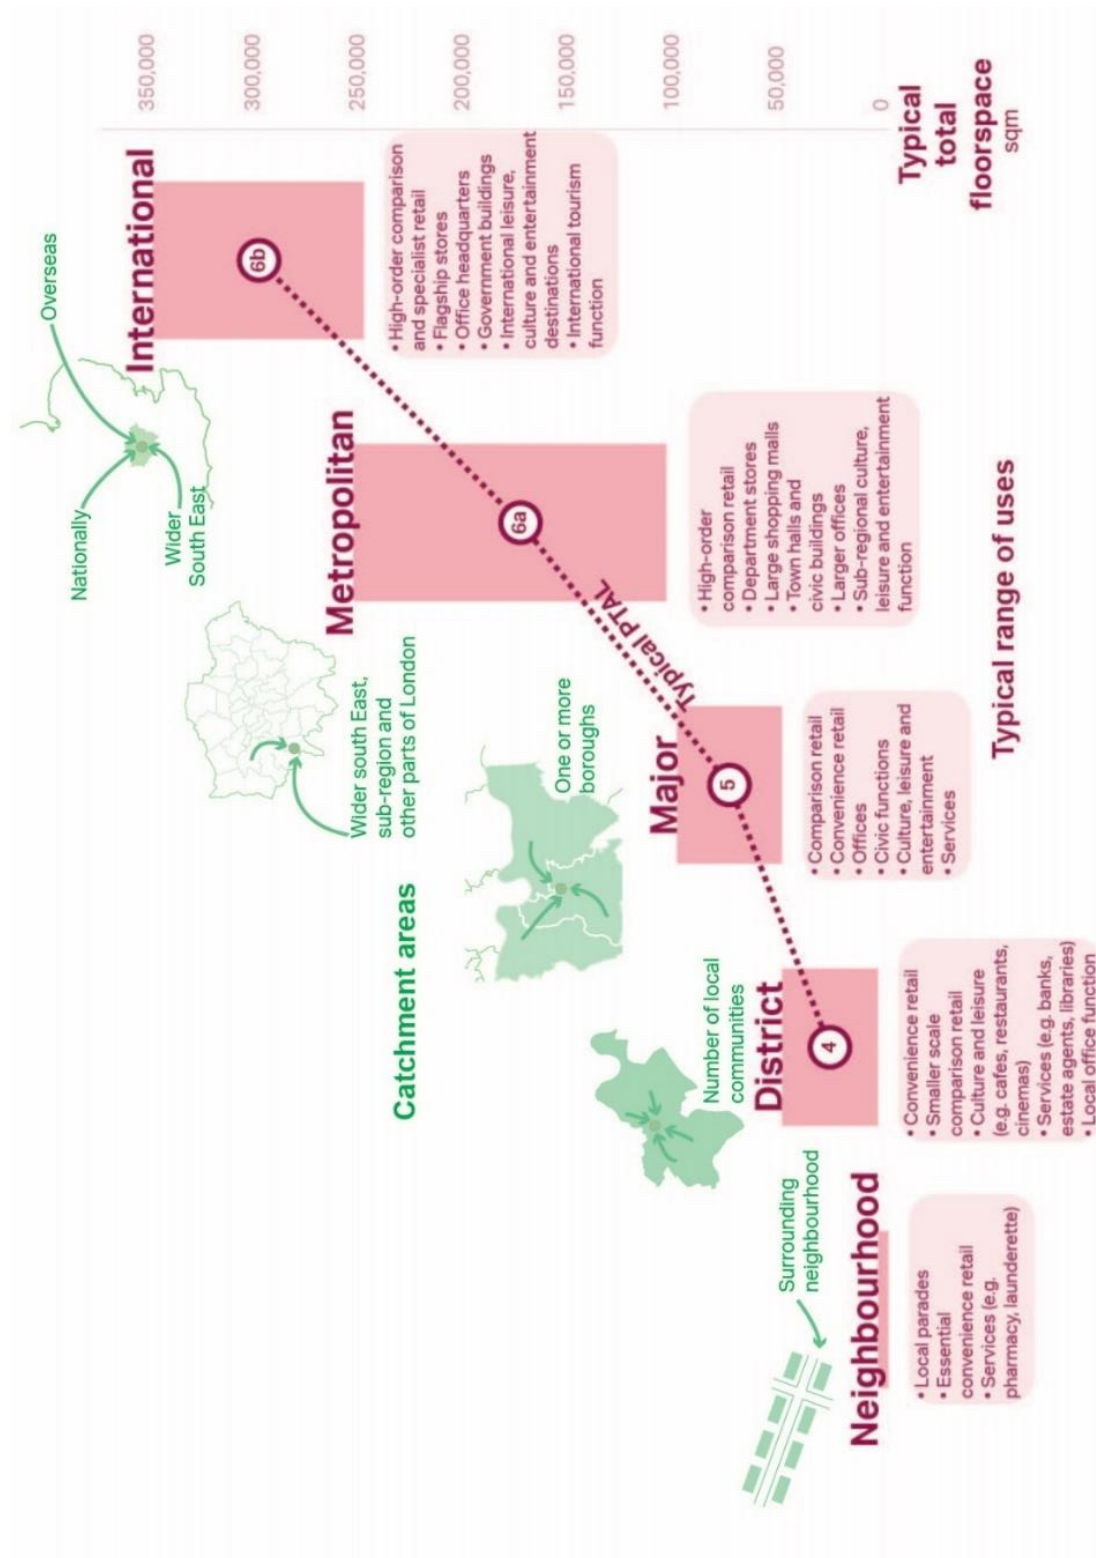 Neighbourhood
Surrounding
neighbourhood
• Local parades
• Essential
convenience retail
• Services (e.g.
pharmacy, launderette)
District
4
Number of local
communities
• Convenience retail
• Smaller scale
comparison retail
• Culture and leisure
(e.g. cafes, restaurants,
cinemas)
• Services (e.g. banks,
estate agents, libraries)
• Local office function
Catchment areas
Major
5
One or more
boroughs
• Comparison retail
• Convenience retail
• Offices
• Civic functions
• Culture, leisure and
entertainment
• Services
Typical PTAL
Metropolitan
6a
Wider south East,
sub-region and
other parts of London
• High-order
comparison retail
• Department stores
• Large shopping malls
• Town halls and
civic buildings
• Larger offices
• Sub-regional culture,
leisure and entertainment
function
Typical range of uses
International
6b
Nationally
Wider
South East
Overseas
• High-order comparison
and specialist retail
• Flagship stores
• Office headquarters
• Government buildings
• International leisure,
culture and entertainment
destinations
• International tourism
function
350,000
300,000
250,000
200,000
150,000
100,000
50,000
0
Typical
total
floorspace
sqm